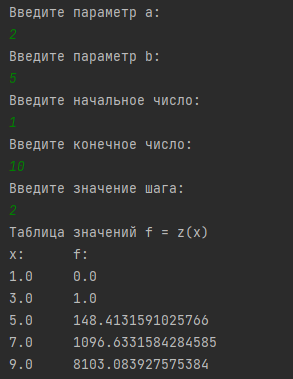 Введите параметр a:
2
Введите параметр b:
5
Введите начальное число:
1
Введите конечное число:
10
Введите значение шага:
2
Таблица значений f = z(x)
x: f:
1.0 0.0
3.0 1.0
5.0 148.4131591025766
7.0 1096.6331584284585
9.0 8103.083927575384